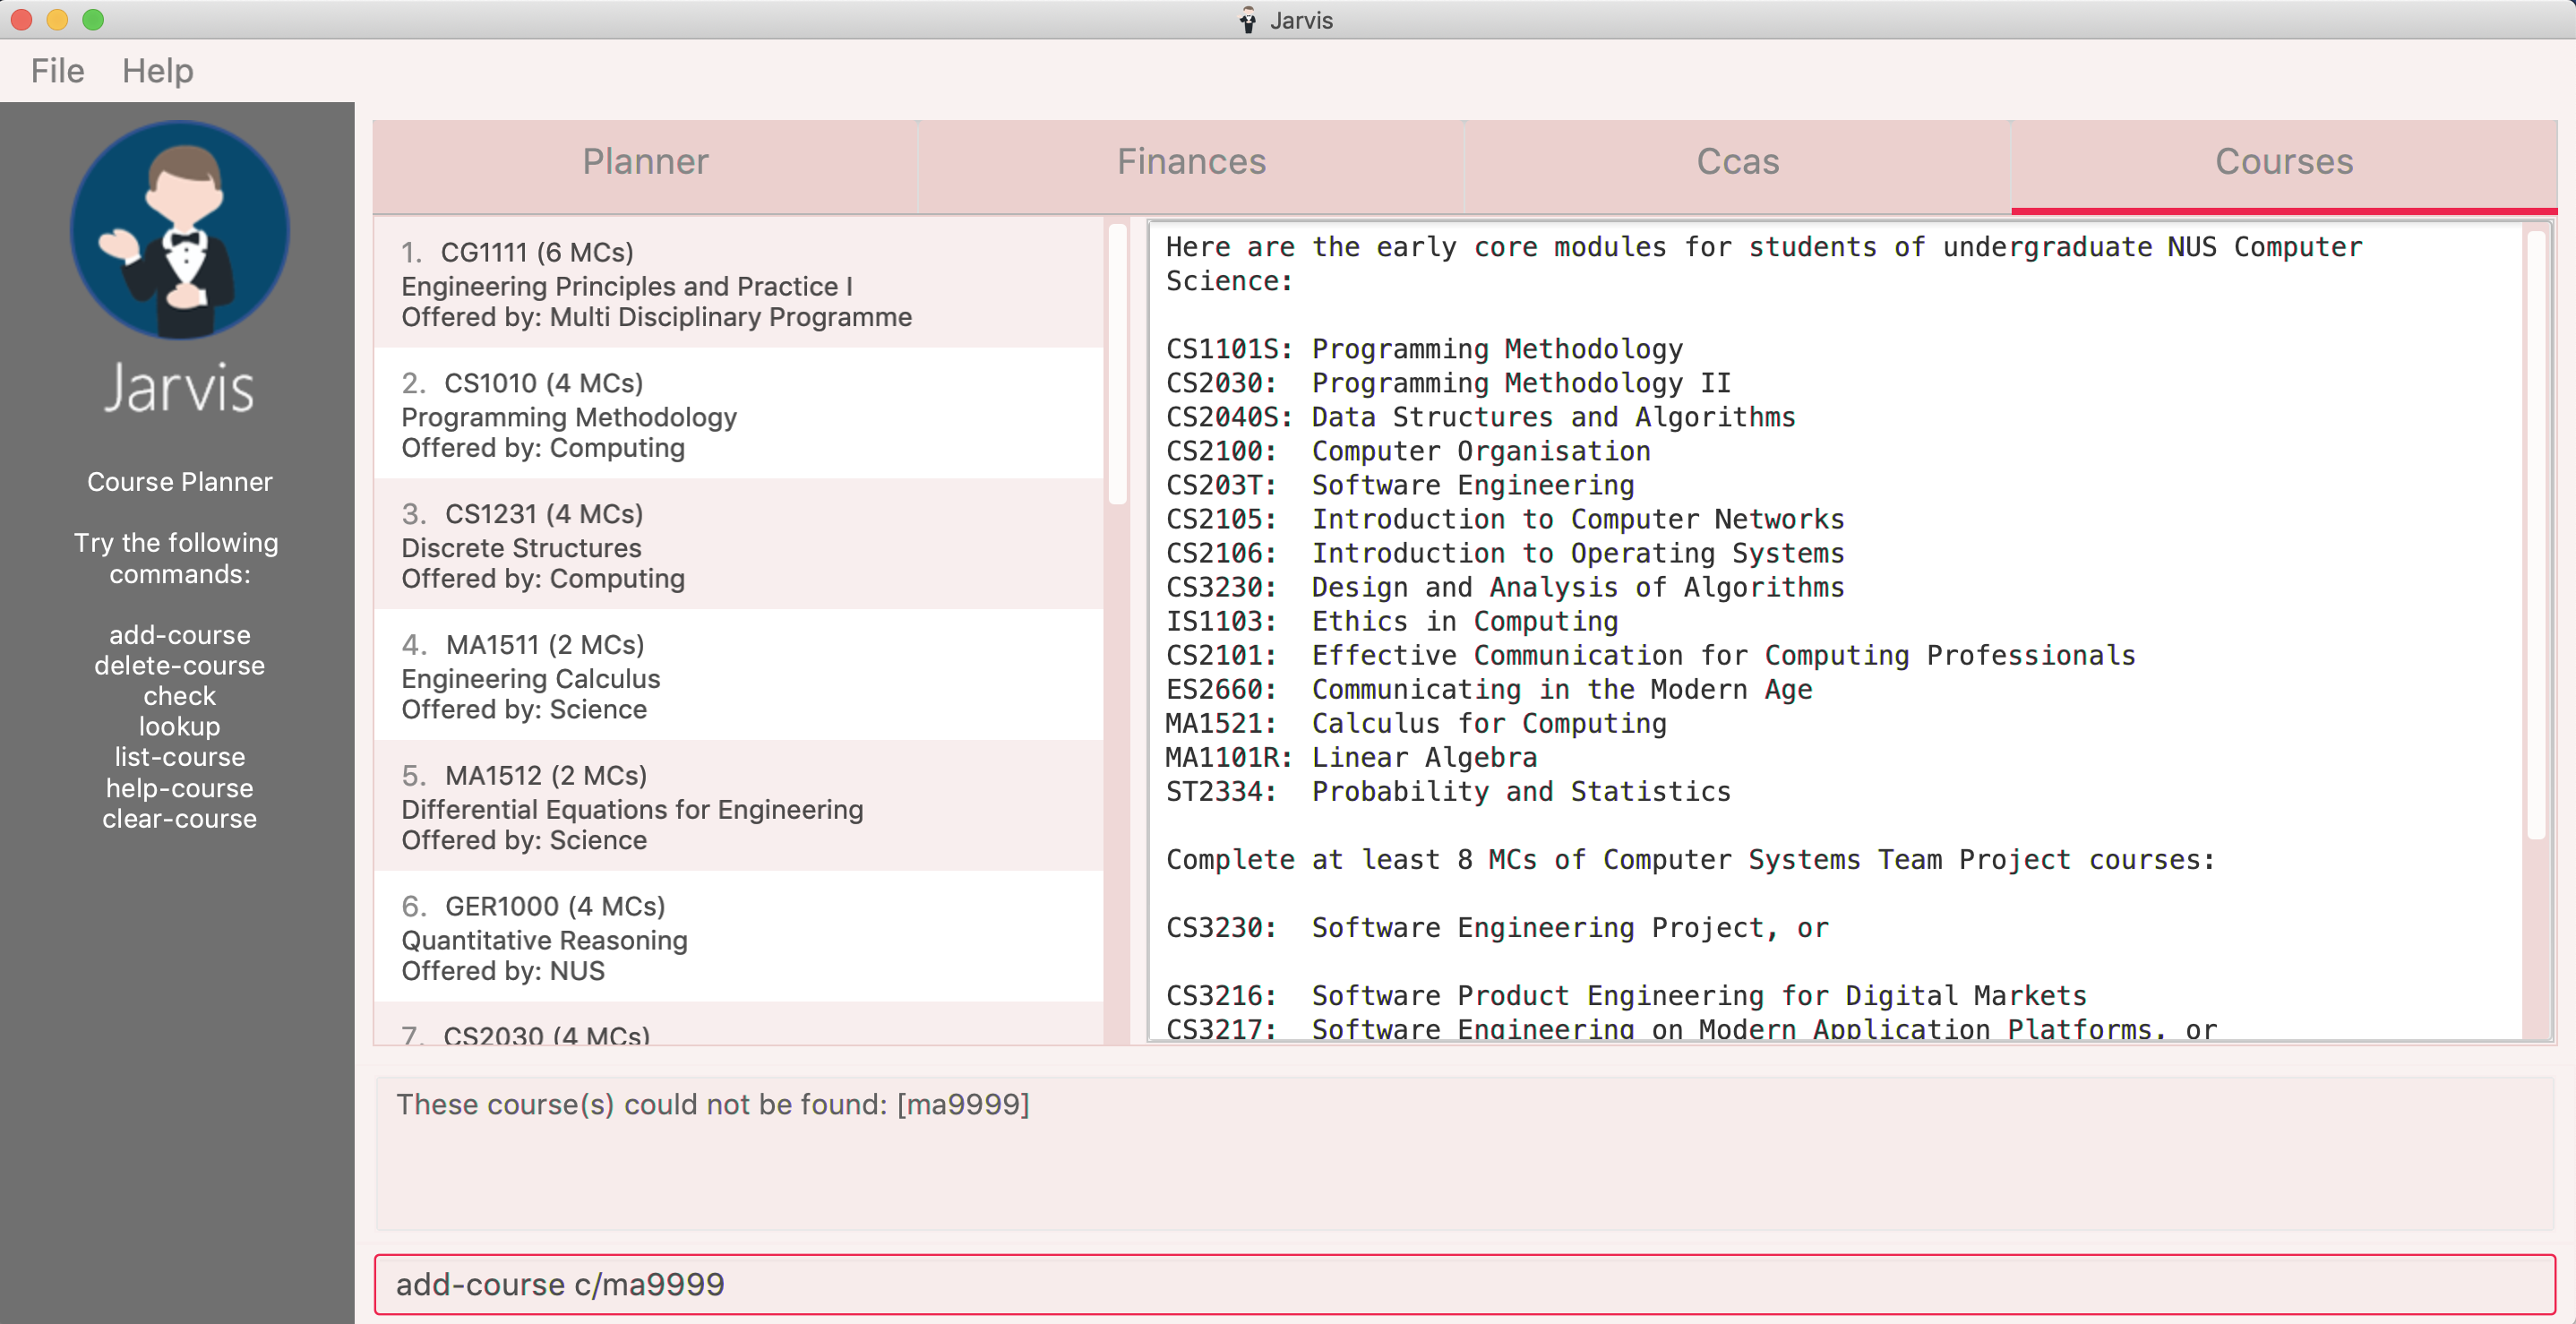 Jarvis
File Help
Jarvis
Course Planner
Try the following
commands:
add-course
delete-course
check
lookup
list-course
help-course
clear-course
Planner Finances Ccas Courses
1. CG1111 (6 MCs)
Engineering Principles and Practice I
Offered by: Multi Disciplinary Programme
2. CS1010 (4 MCs)
Programming Methodology
Offered by: Computing
3. CS1231 (4 MCs)
Discrete Structures
Offered by: Computing
4. MA1511 (2 MCs)
Engineering Calculus
Offered by: Science
5. MA1512 (2 MCs)
Differential Equations for Engineering
Offered by: Science
6. GER1000 (4 MCs)
Quantitative Reasoning
Offered by: NUS
7. CS2030 (4 MCs)
Here are the early core modules for students of undergraduate NUS Computer
Science:
CS1101S: Programming Methodology
CS2030: Programming Methodology II
CS2040S: Data Structures and Algorithms
CS2100: Computer Organisation
CS203T: Software Engineering
CS2105: Introduction to Computer Networks
CS2106: Introduction to Operating Systems
CS3230: Design and Analysis of Algorithms
IS1103: Ethics in Computing
CS2101: Effective Communication for Computing Professionals
ES2660: Communicating in the Modern Age
MA1521: Calculus for Computing
MA1101R: Linear Algebra
ST2334: Probability and Statistics
Complete at least 8 MCs of Computer Systems Team Project courses:
CS3230: Software Engineering Project, or
CS3216: Software Product Engineering for Digital Markets
CS3217: Software Engineering on Modern Application Platforms, or
These course(s) could not be found: [ma9999]
add-course c/ma9999